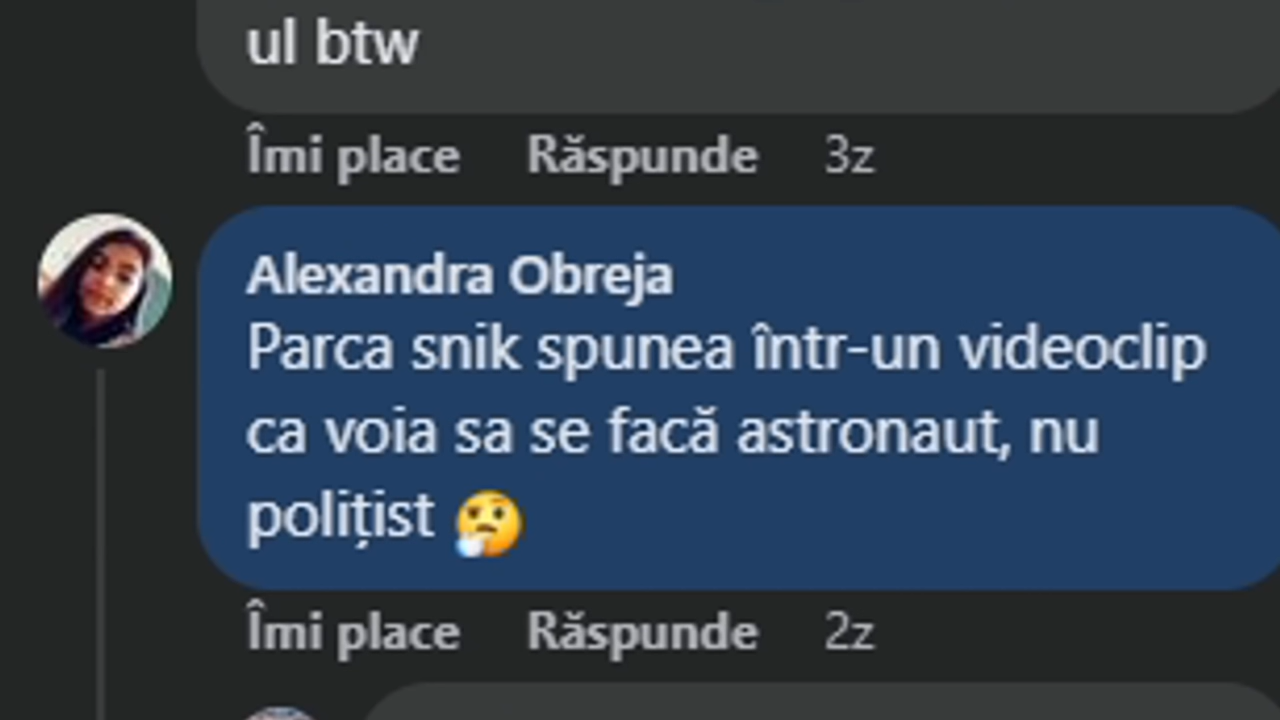 ul btw
Îmi place Răspunde 3z
Alexandra Obreja
Parca snik spunea într-un videoclip
ca voia sa se facă astronaut, nu
polițist 🤔
Îmi place Răspunde 2z